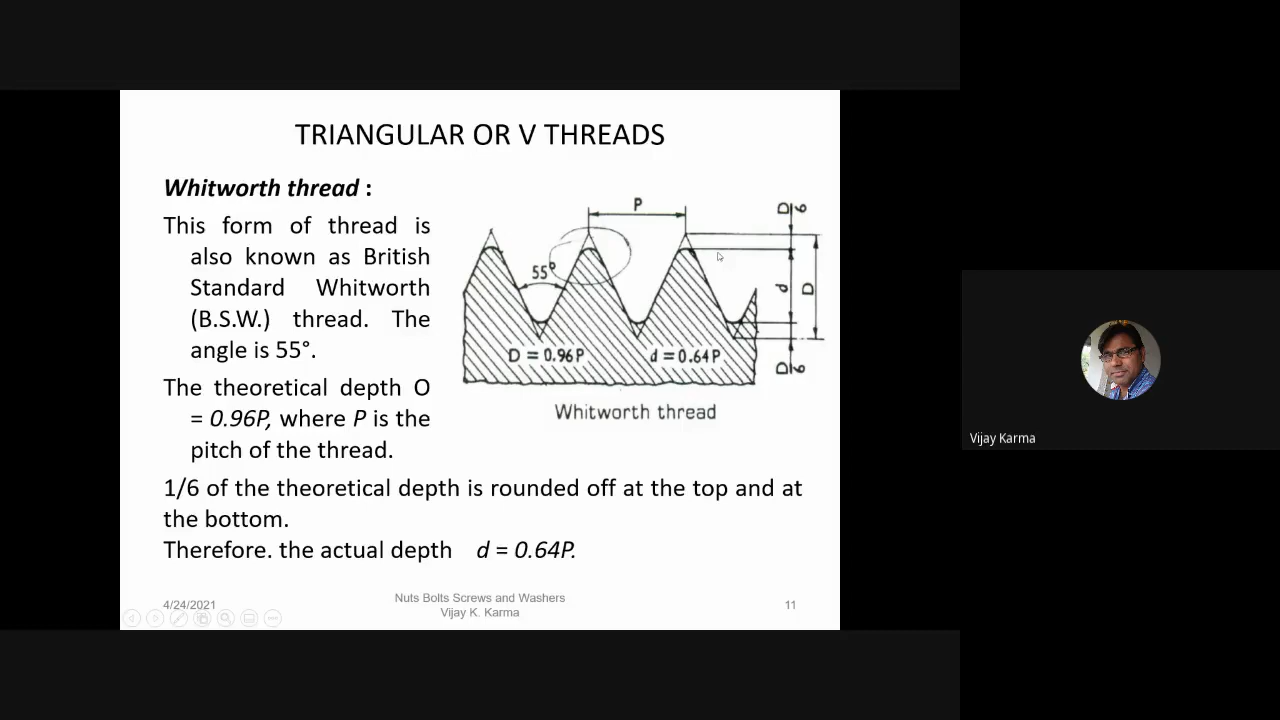 TRIANGULAR OR V THREADS
Whitworth thread :
This form of thread is
also known as British
Standard Whitworth
(B.S.W.) thread. The
angle is 55°.
The theoretical depth O
= 0.96P, where P is the
pitch of the thread.
1/6 of the theoretical depth is rounded off at the top and at
the bottom.
Therefore. the actual depth d = 0.64P.
P
D
6
55°
d
D
D = 0.96P
d = 0.64P
D
6
Whitworth thread
4/24/2021
Nuts Bolts Screws and Washers
Vijay K. Karma
11
Vijay Karma